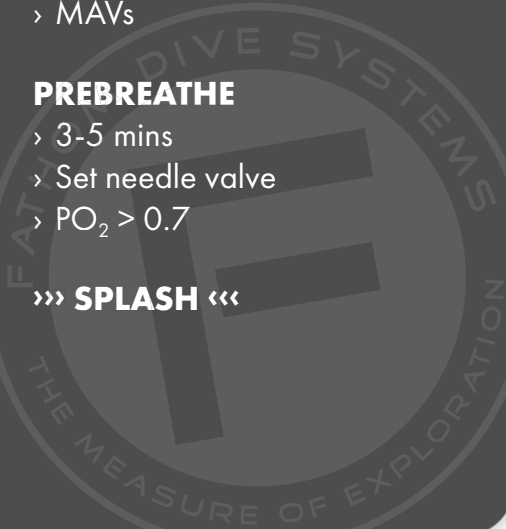 › MAVs
PREBREATHE
› 3-5 mins
› Set needle valve
› PO₂ > 0.7
››› SPLASH ‹‹‹
FATHOM DIVE SYSTEMS
THE MEASURE OF EXPLORATION
F